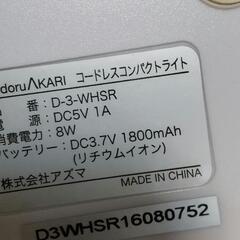 doru AKARI コードレスコンパクトライト
番 : D-3-WHSR
源 : DC5V 1A
消費電力 : 8W
バッテリー : DC3.7V 1800mAh
(リチウムイオン)
株式会社アズマ
MADE IN CHINA
D3WHSR16080752